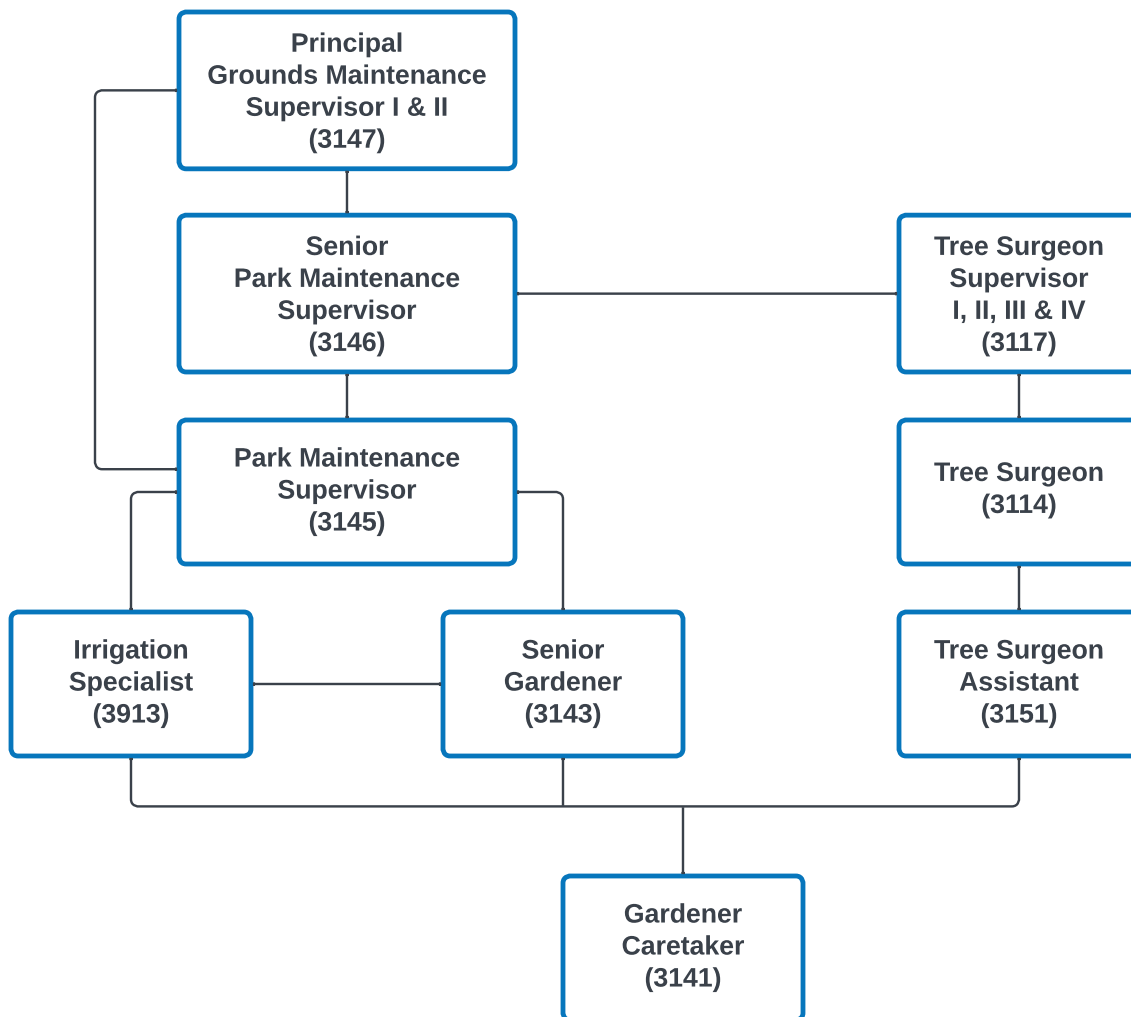 Principal
Grounds Maintenance
Supervisor I & II
(3147)
Senior
Park Maintenance
Supervisor
(3146)
Tree Surgeon
Supervisor
I, II, III & IV
(3117)
Park Maintenance
Supervisor
(3145)
Tree Surgeon
(3114)
Irrigation
Specialist
(3913)
Senior
Gardener
(3143)
Tree Surgeon
Assistant
(3151)
Gardener
Caretaker
(3141)